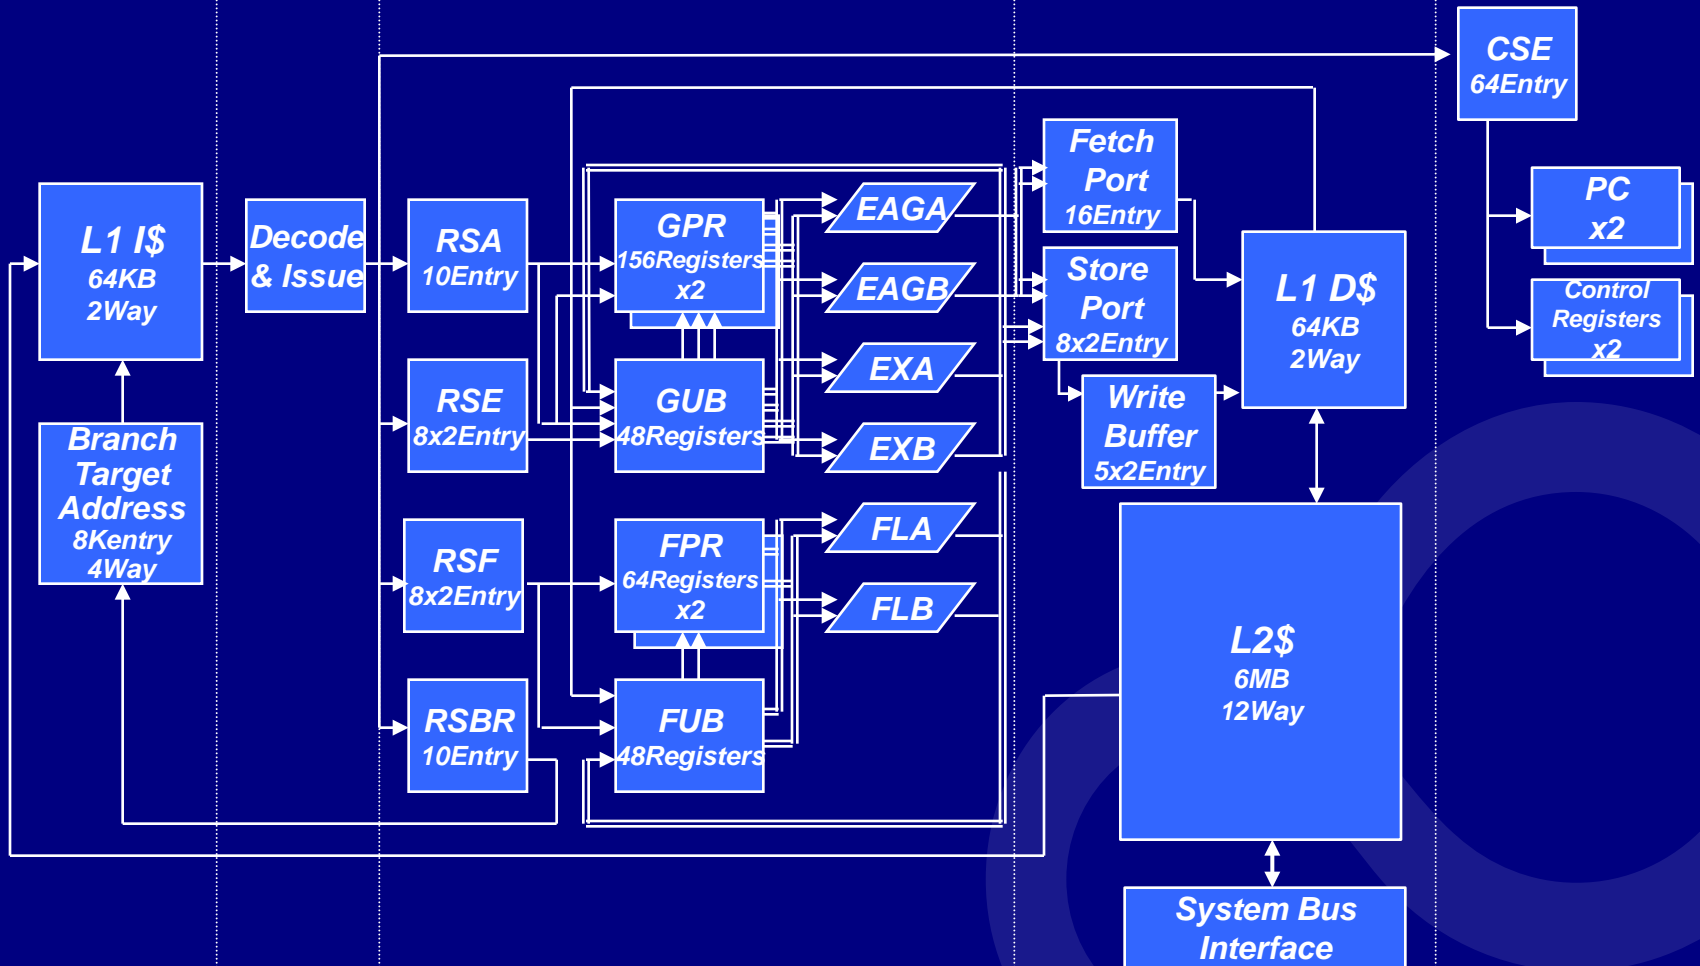 L1 I$
64KB
2Way
Branch
Target
Address
8Kentry
4Way
Decode
& Issue
RSA
10Entry
RSE
8x2Entry
RSF
8x2Entry
RSBR
10Entry
GPR
156Registers
x2
GUB
48Registers
FPR
64Registers
x2
FUB
48Registers
EAGA
EAGB
EXA
EXB
FLA
FLB
Fetch
Port
16Entry
Store
Port
8x2Entry
Write
Buffer
5x2Entry
L1 D$
64KB
2Way
L2$
6MB
12Way
System Bus
Interface
CSE
64Entry
PC
x2
Control
Registers
x2